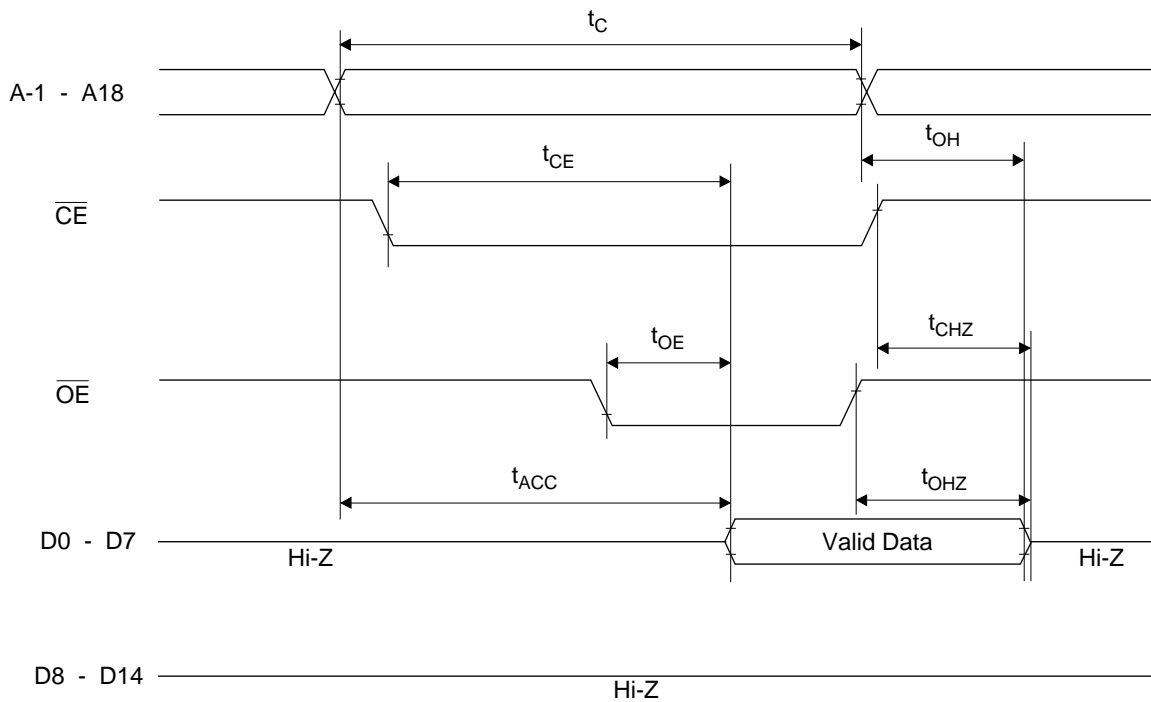 tC
A-1 - A18
tOH
tCE
CE
tCHZ
tOE
OE
tACC
tOHZ
D0 - D7
Valid Data
Hi-Z
Hi-Z
D8 - D14
Hi-Z